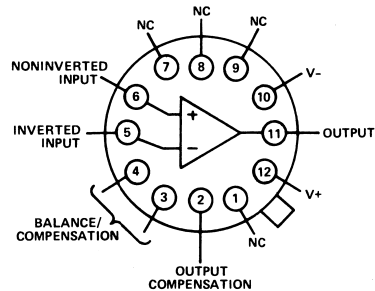 NC
NC
NC
7
8
9
NONINVERTED
INPUT
V-
6
10
+
INVERTED
INPUT
5
11
OUTPUT
-
4
12
V+
3
2
1
BALANCE/
COMPENSATION
NC
OUTPUT
COMPENSATION